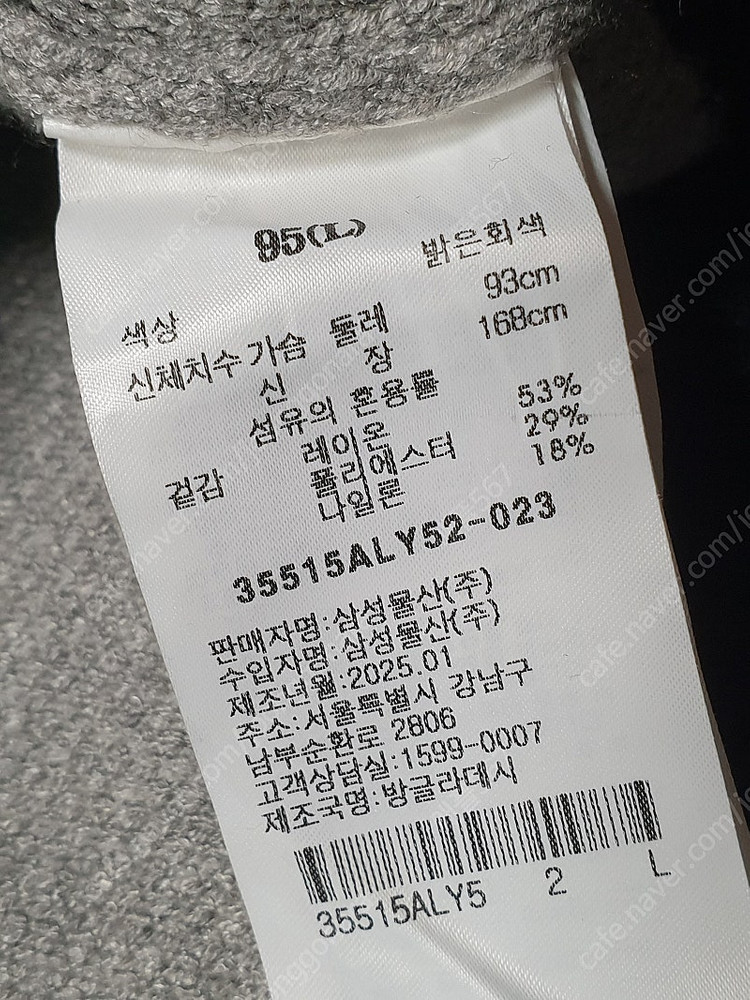 95(L)
색상 밝은회색
신체치수 가슴 둘레 93cm
신 장 168cm
섬유의 혼용률
겉감 레이온 53%
폴리에스터 29%
나일론 18%
35515ALY52-023
판매자명:삼성물산(주)
수입자명:삼성물산(주)
제조년월:2025.01
주소:서울특별시 강남구
남부순환로 2806
고객상담실:1599-0007
제조국명:방글라데시
35515ALY5 2 L
cafe.naver.com